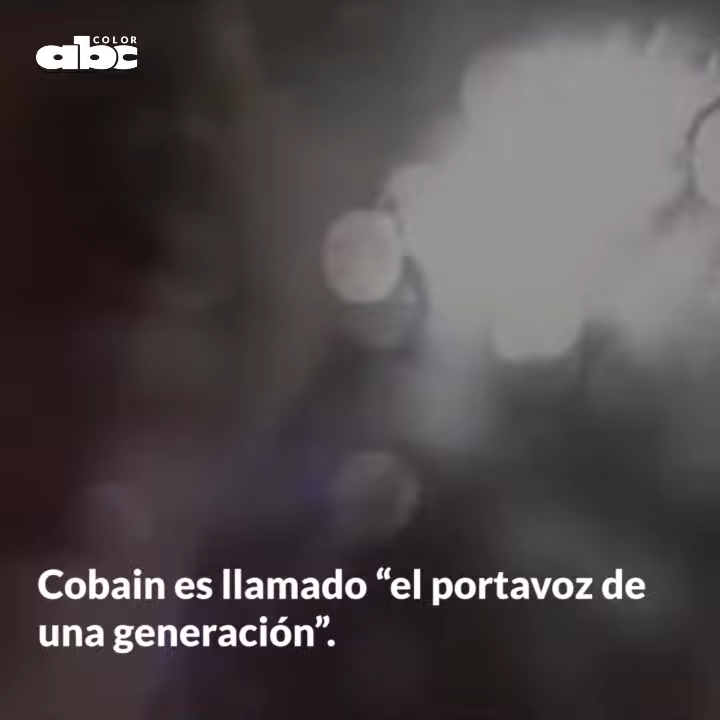 abc COLOR
Cobain es llamado “el portavoz de
una generación”.